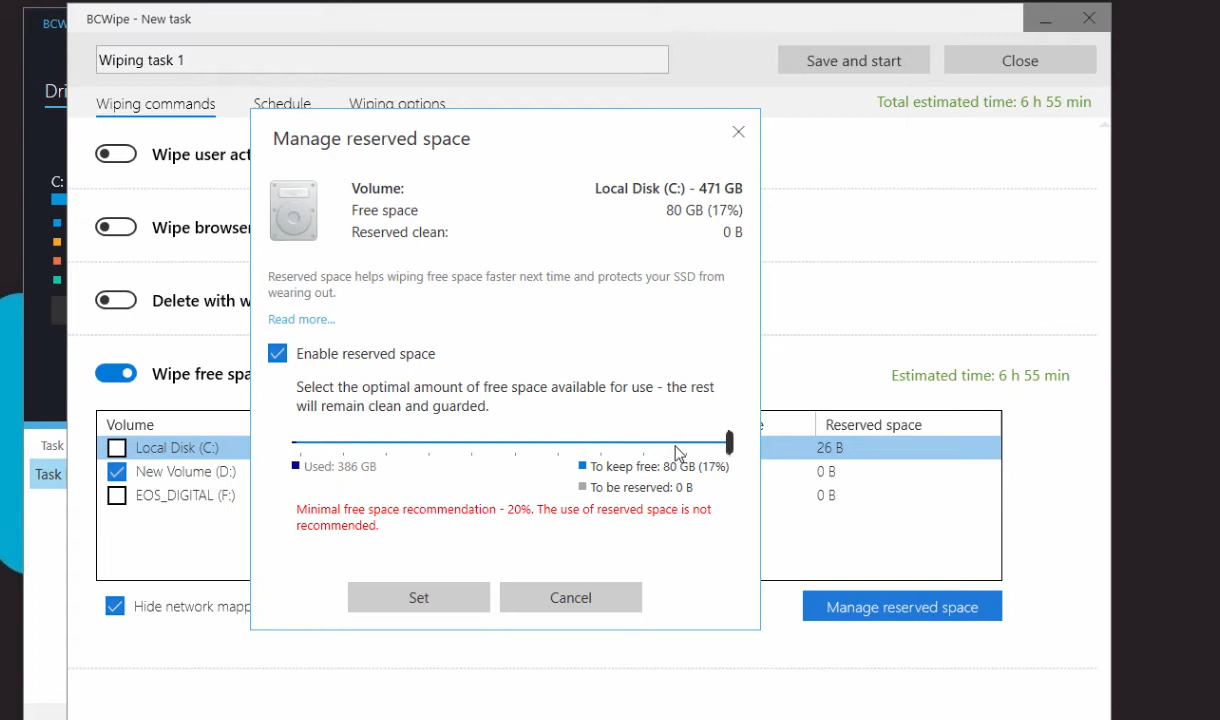 BCW
BCWipe - New task
Wiping task 1
Save and start
Close
Dri
Wiping commands
Schedule
Wiping options
Total estimated time: 6 h 55 min
Manage reserved space
Wipe user act
C:
Volume:
Local Disk (C:) - 471 GB
Free space
80 GB (17%)
Reserved clean:
0 B
Wipe browser
Reserved space helps wiping free space faster next time and protects your SSD from
wearing out.
Delete with w
Read more...
Enable reserved space
Wipe free spa
Estimated time: 6 h 55 min
Select the optimal amount of free space available for use - the rest
will remain clean and guarded.
Volume
e
Reserved space
Task
Local Disk (C:)
26 B
Used: 386 GB
To keep free: 80 GB (17%)
Task
New Volume (D:)
0 B
To be reserved: 0 B
EOS_DIGITAL (F:)
0 B
Minimal free space recommendation - 20%. The use of reserved space is not
recommended.
Set
Cancel
Hide network mapp
Manage reserved space